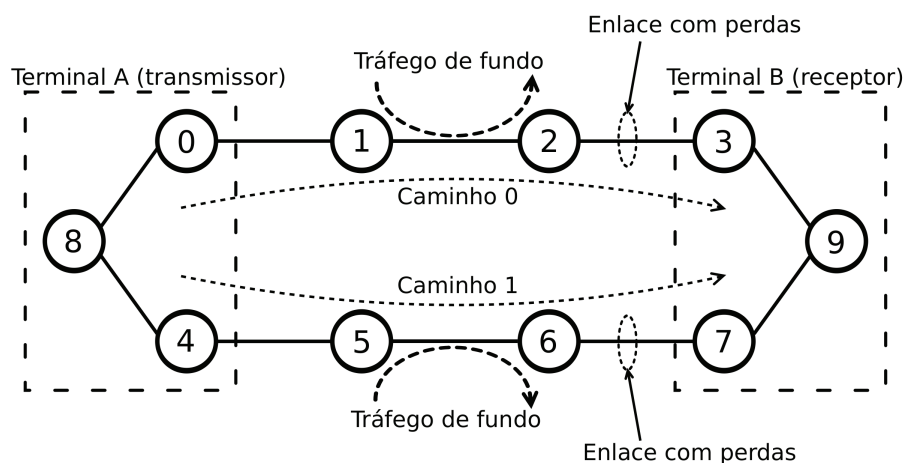 Enlace com perdas
Tráfego de fundo
Terminal A (transmissor)
Terminal B (receptor)
0
1
2
3
Caminho 0
8
9
Caminho 1
4
5
6
7
Tráfego de fundo
Enlace com perdas